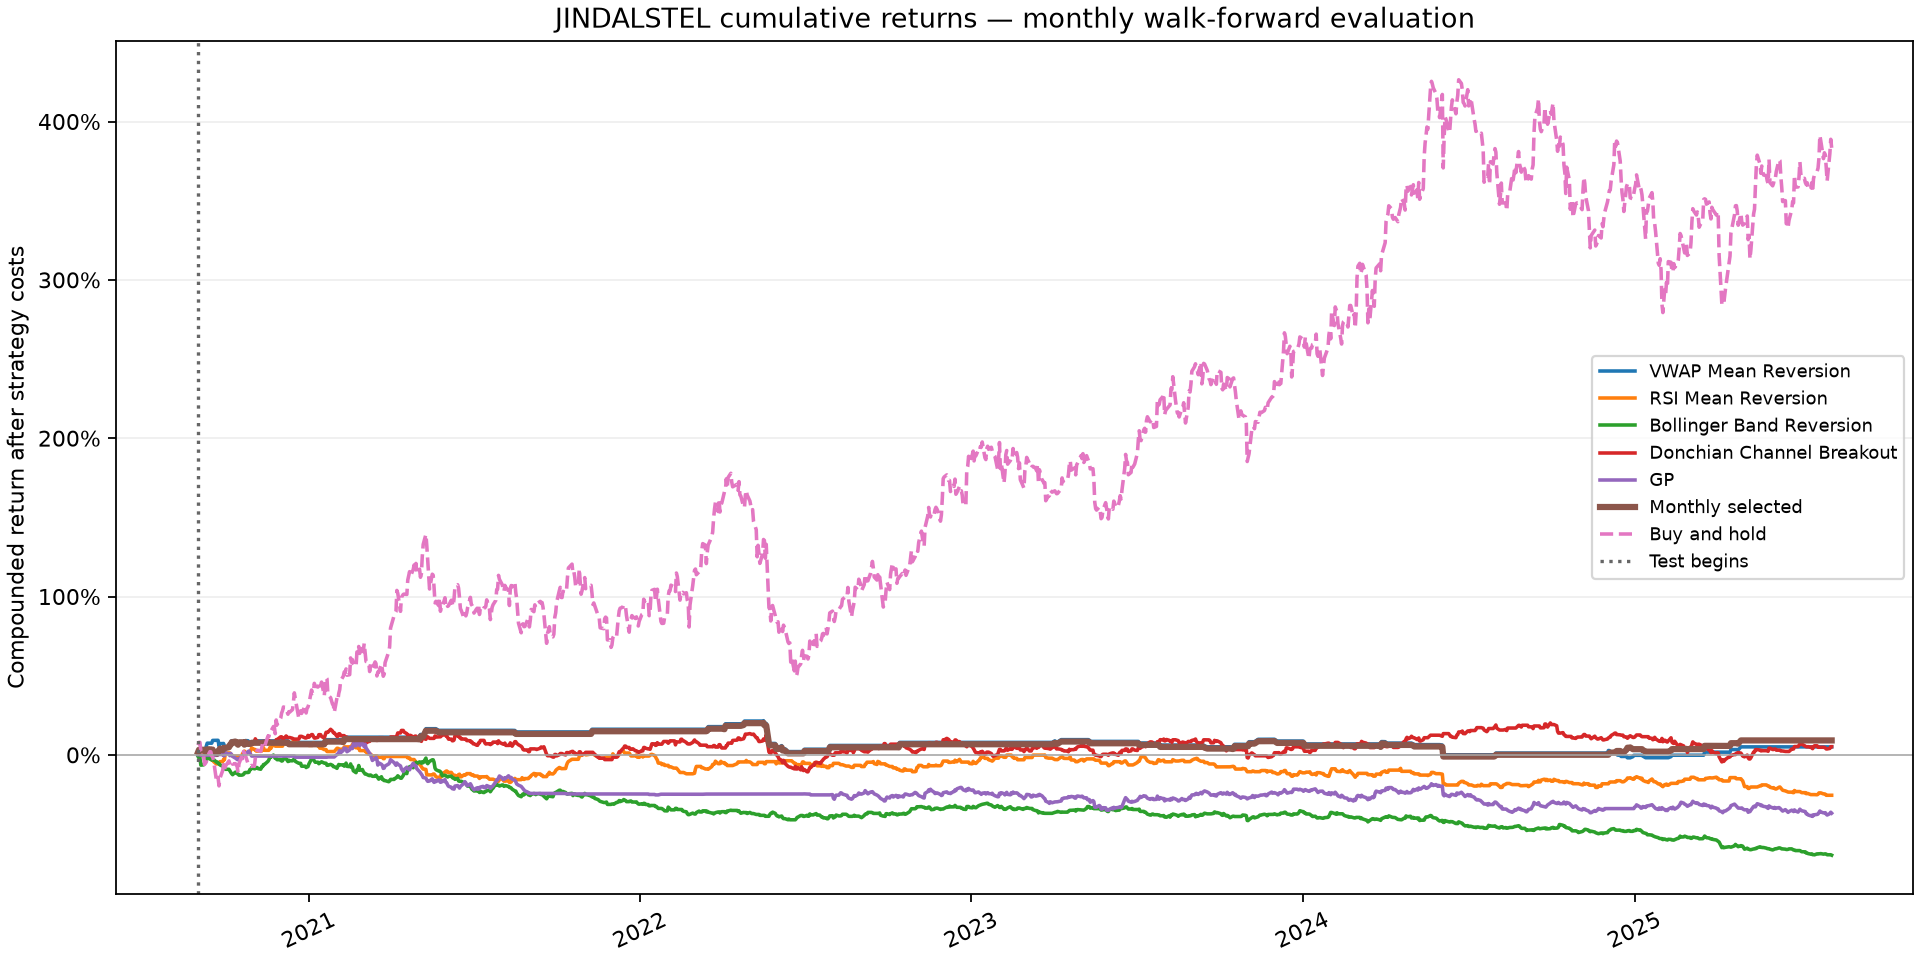 JINDALSTEL cumulative returns — monthly walk-forward evaluation
Compounded return after strategy costs
400%
300%
200%
100%
0%
2021
2022
2023
2024
2025
VWAP Mean Reversion
RSI Mean Reversion
Bollinger Band Reversion
Donchian Channel Breakout
GP
Monthly selected
Buy and hold
Test begins